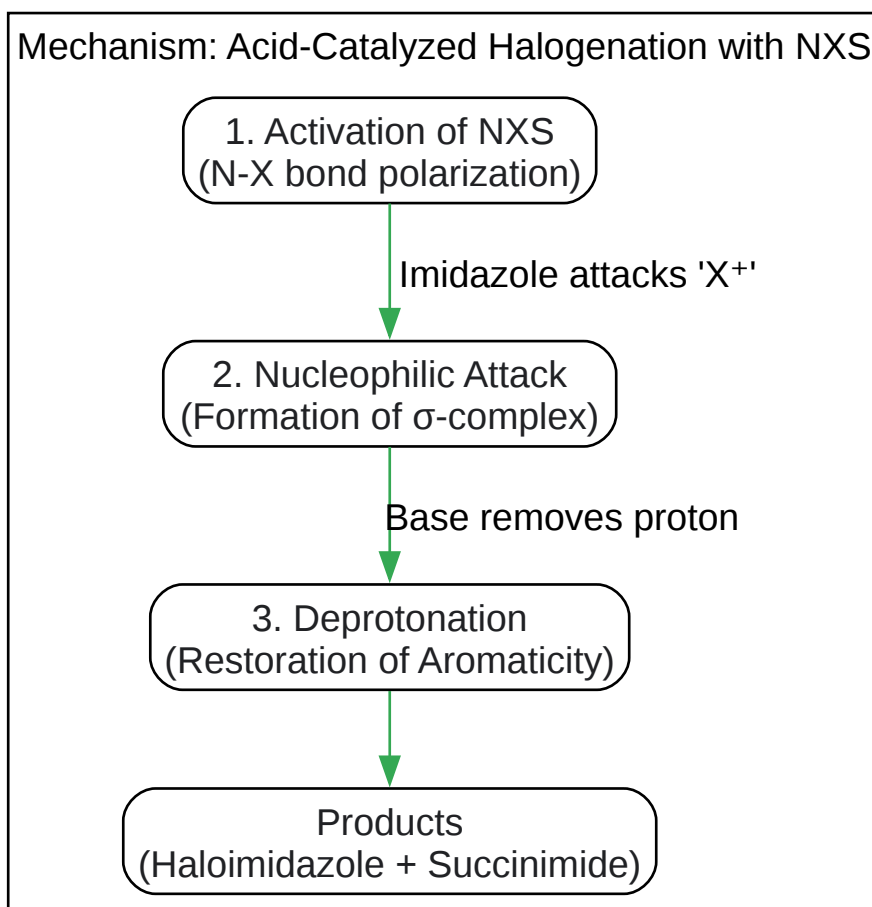 Mechanism: Acid-Catalyzed Halogenation with NXS
1. Activation of NXS
(N-X bond polarization)
Imidazole attacks 'X⁺'
2. Nucleophilic Attack
(Formation of σ-complex)
Base removes proton
3. Deprotonation
(Restoration of Aromaticity)
Products
(Haloimidazole + Succinimide)